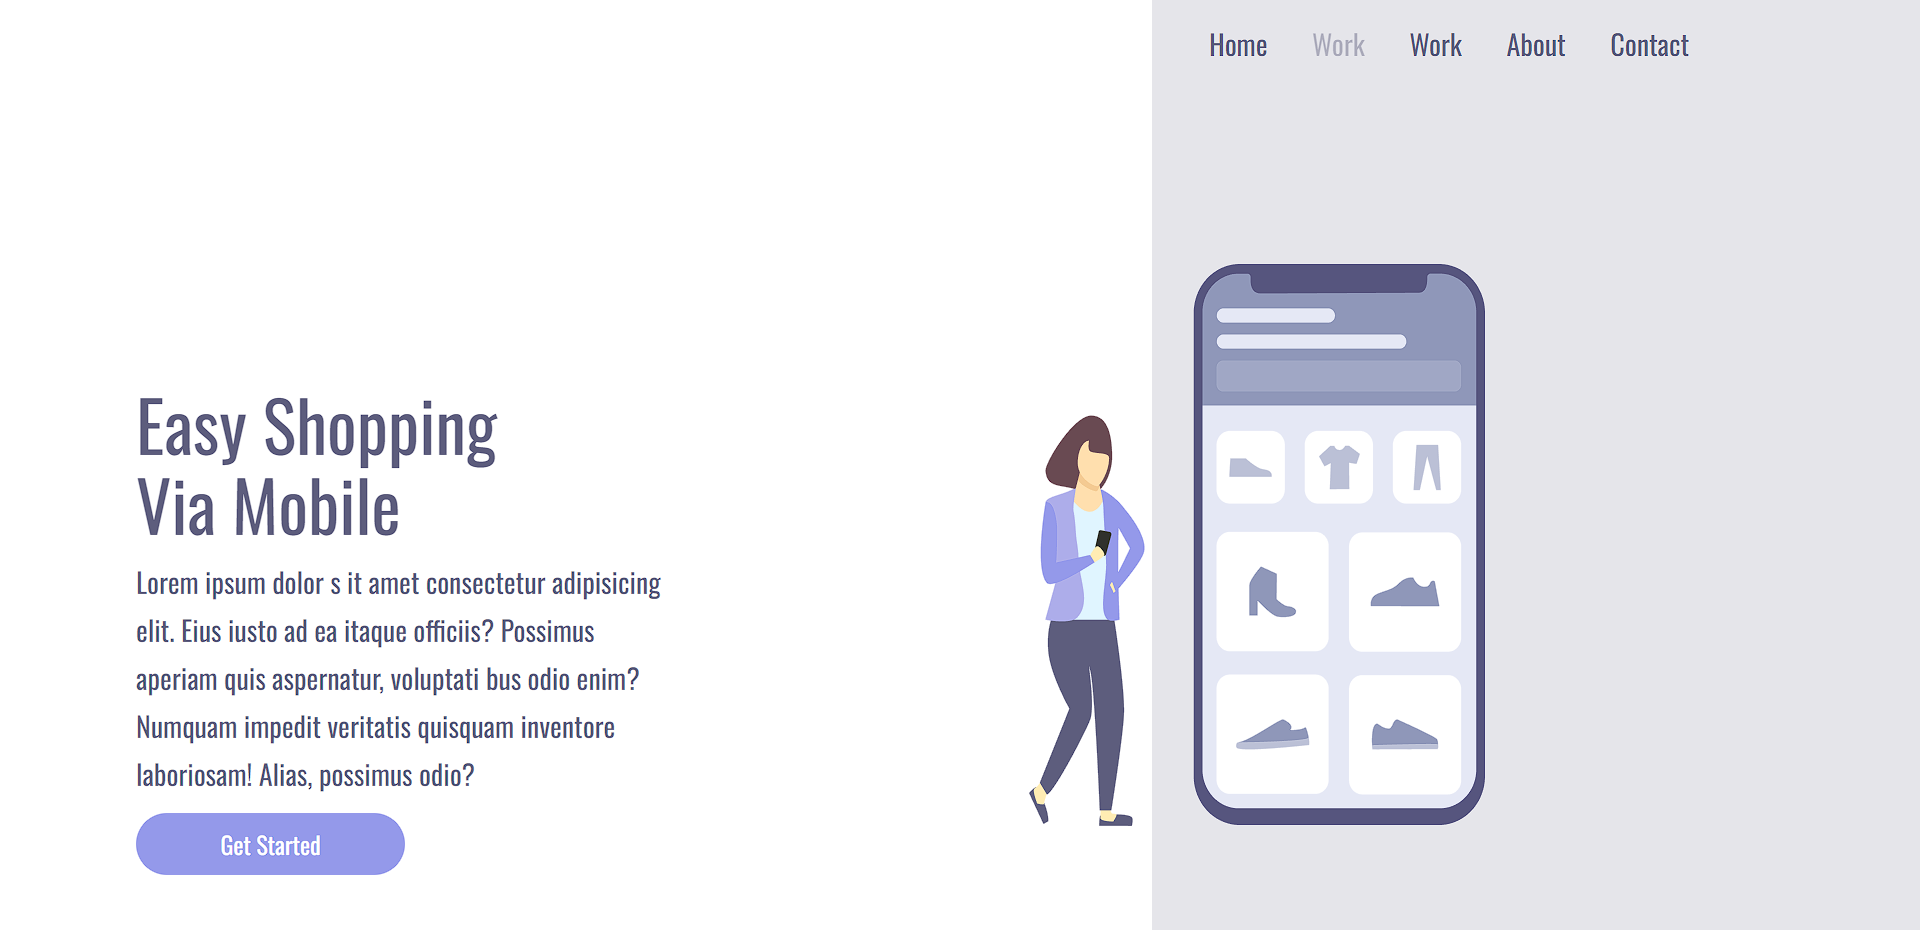 Home Work Work About Contact
Easy Shopping
Via Mobile
Lorem ipsum dolor s it amet consectetur adipisicing
elit. Eius iusto ad ea itaque officiis? Possimus
aperiam quis aspernatur, voluptati bus odio enim?
Numquam impedit veritatis quisquam inventore
laboriosam! Alias, possimus odio?
Get Started